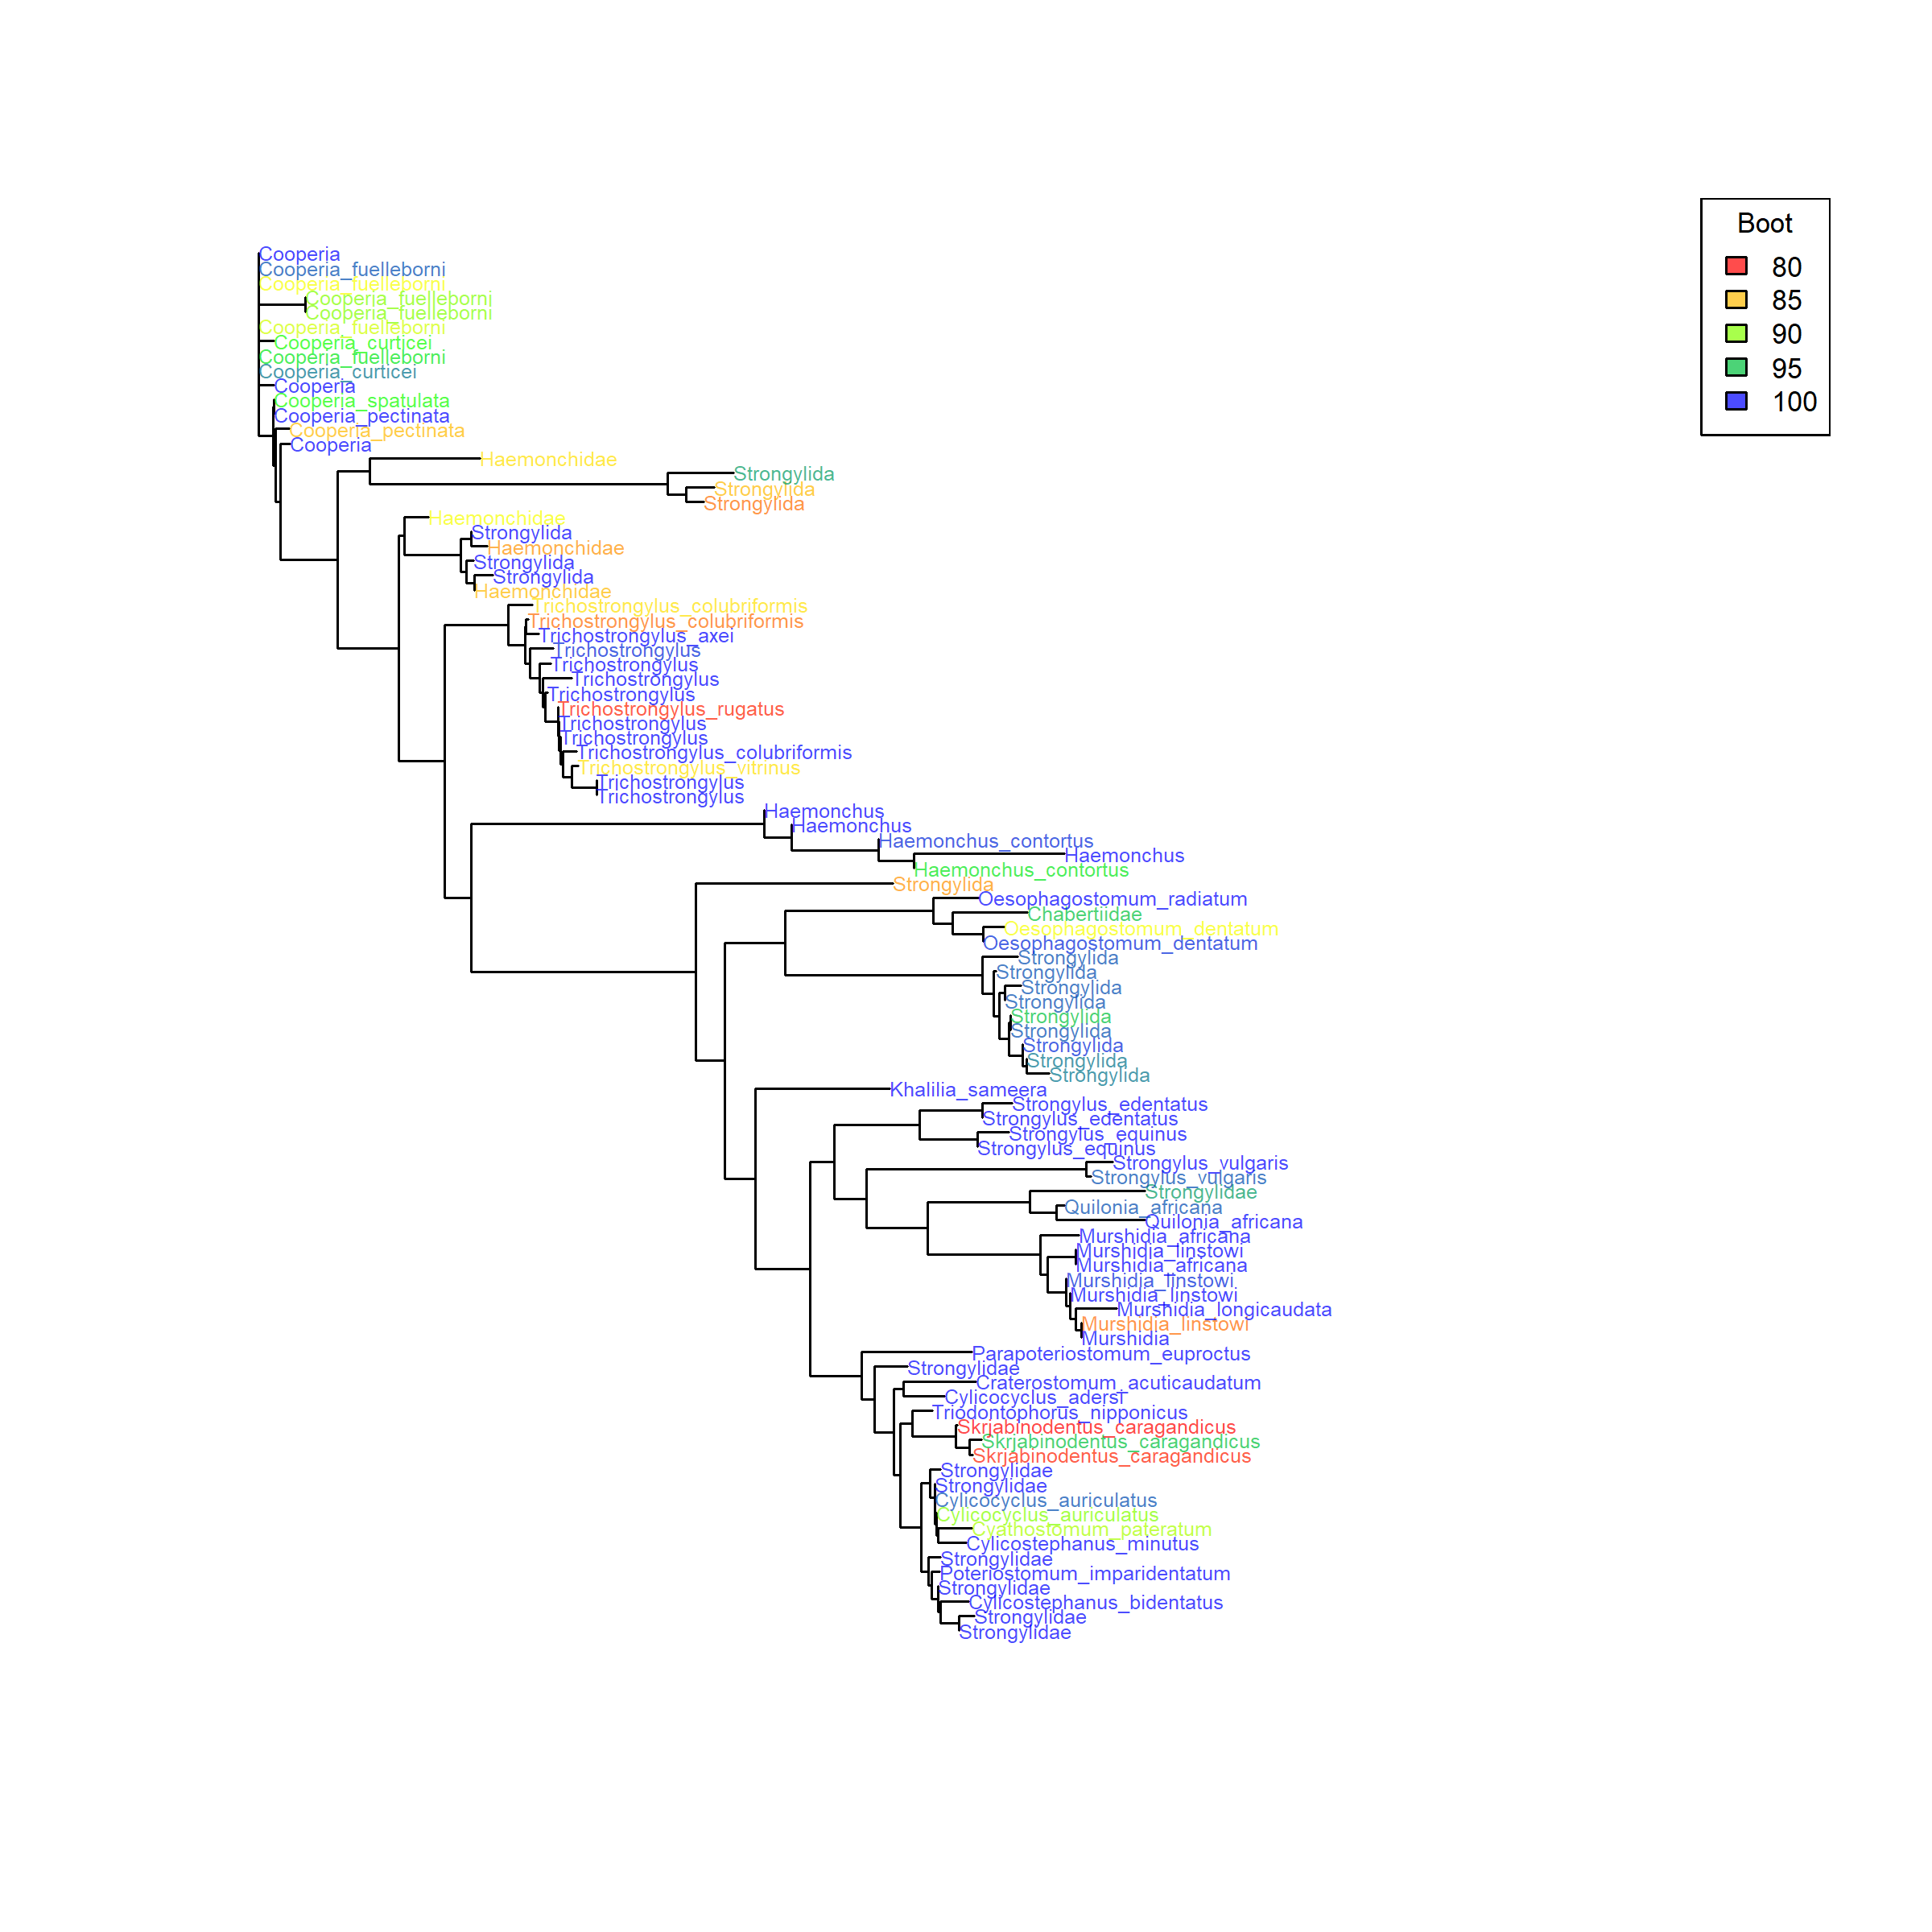 Cooperia
Cooperia_fuelleborni
Cooperia_fuelleborni
Cooperia_fuelleborni
Cooperia_fuelleborni
Cooperia_fuelleborni
Cooperia_curticei
Cooperia_fuelleborni
Cooperia_curticei
Cooperia
Cooperia_spatulata
Cooperia_pectinata
Cooperia_pectinata
Cooperia
Haemonchidae
Strongylida
Strongylida
Strongylida
Haemonchidae
Strongylida
Haemonchidae
Strongylida
Strongylida
Haemonchidae
Trichostrongylus_colubriformis
Trichostrongylus_colubriformis
Trichostrongylus_axei
Trichostrongylus
Trichostrongylus
Trichostrongylus
Trichostrongylus
Trichostrongylus_rugatus
Trichostrongylus
Trichostrongylus
Trichostrongylus_colubriformis
Trichostrongylus_vitrinus
Trichostrongylus
Trichostrongylus
Haemonchus
Haemonchus
Haemonchus_contortus
Haemonchus
Haemonchus_contortus
Strongylida
Oesophagostomum_radiatum
Chabertiidae
Oesophagostomum_dentatum
Oesophagostomum_dentatum
Strongylida
Strongylida
Strongylida
Strongylida
Strongylida
Strongylida
Strongylida
Strongylida
Strongylida
Khalilia_sameera
Strongylus_edentatus
Strongylus_edentatus
Strongylus_equinus
Strongylus_equinus
Strongylus_vulgaris
Strongylus_vulgaris
Strongylidae
Quilonia_africana
Quilonia_africana
Murshidia_africana
Murshidia_linstowi
Murshidia_africana
Murshidia_linstowi
Murshidia_linstowi
Murshidia_longicaudata
Murshidia_linstowi
Murshidia
Parapoteriostomum_euproctus
Strongylidae
Craterostomum_acuticaudatum
Cylicocyclus_adersi
Triodontophorus_nipponicus
Skrjabinodentus_caragandicus
Skrjabinodentus_caragandicus
Skrjabinodentus_caragandicus
Strongylidae
Strongylidae
Cylicocyclus_auriculatus
Cylicocyclus_auriculatus
Cyathostomum_pateratum
Cylicostephanus_minutus
Strongylidae
Poteriostomum_imparidentatum
Strongylidae
Cylicostephanus_bidentatus
Strongylidae
Strongylidae
Boot
80
85
90
95
100